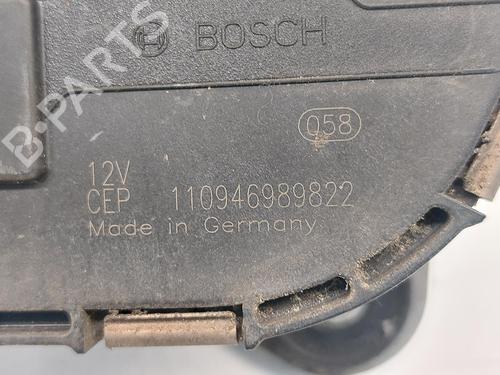 B-PARTS
BOSCH
058
12V
CEP 110946989822
Made in Germany